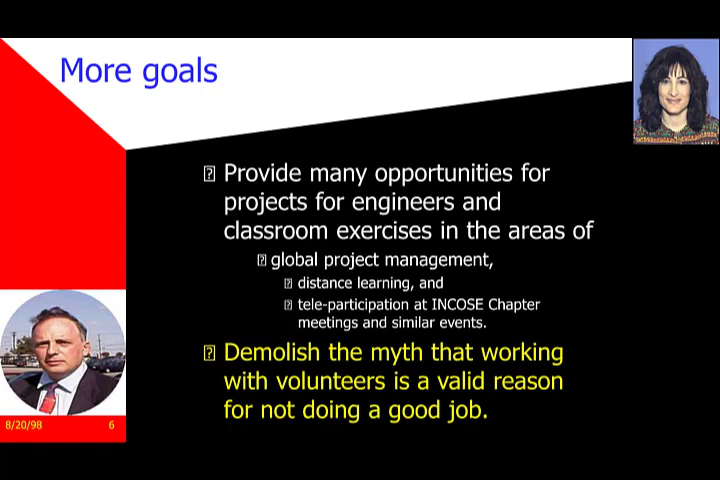 More goals
Provide many opportunities for
projects for engineers and
classroom exercises in the areas of
global project management,
distance learning, and
tele-participation at INCOSE Chapter
meetings and similar events.
Demolish the myth that working
with volunteers is a valid reason
for not doing a good job.
8/20/98 6